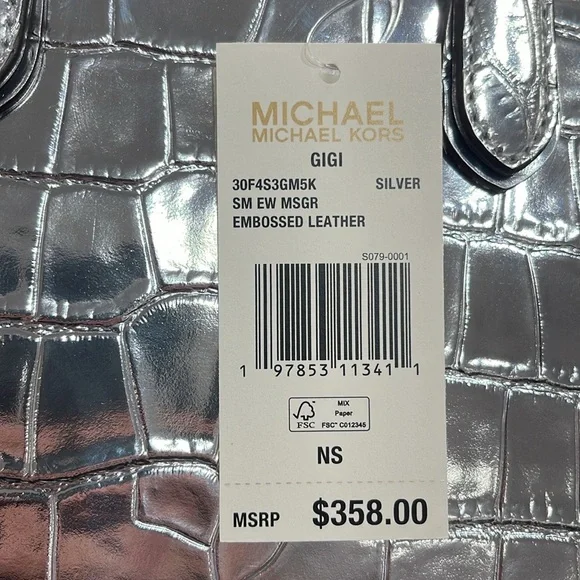 MICHAEL
MICHAEL KORS
GIGI
30F4S3GM5K SILVER
SM EW MSGR
EMBOSSED LEATHER
S079-0001
1 97853 11341 1
FSC
MIX
Paper
FSC™ C012345
NS
MSRP $358.00